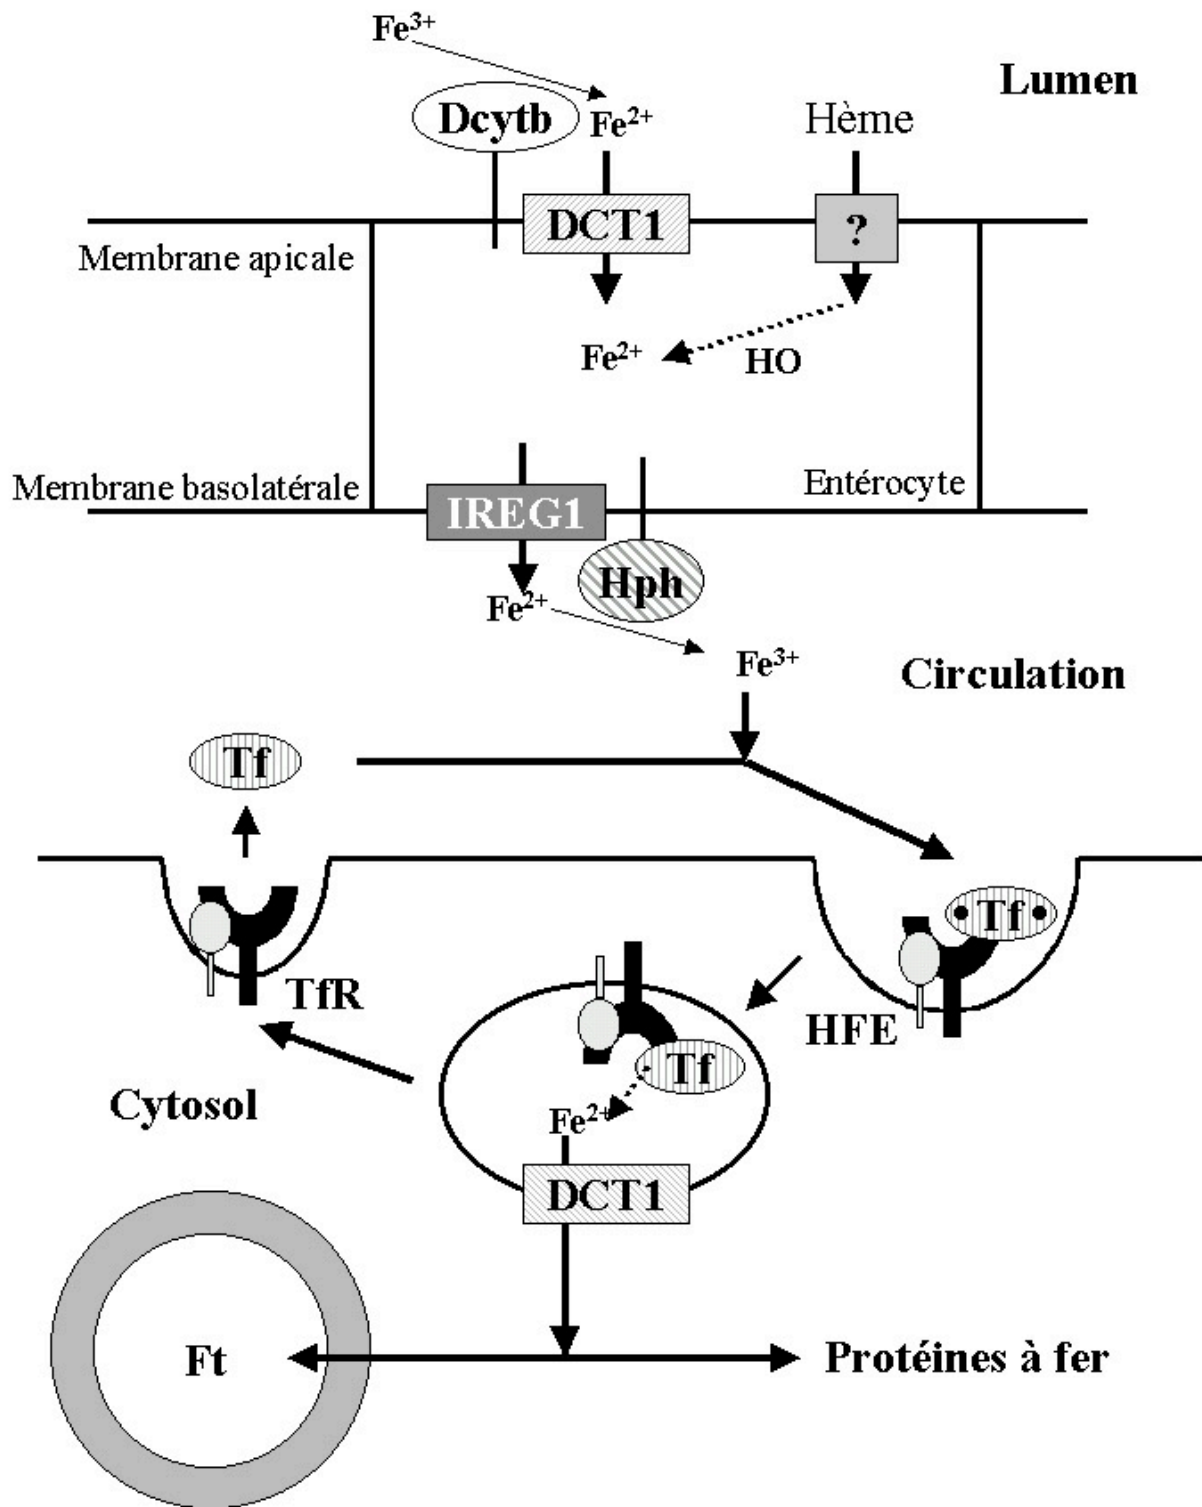 Fe³⁺
Lumen
Dcytb
Fe²⁺
Hème
DCT1
?
Membrane apicale
Fe²⁺
HO
Membrane basolatérale
Entérocyte
IREG1
Hph
Fe²⁺
Fe³⁺
Circulation
Tf
Tf
TfR
HFE
Tf
Cytosol
Fe²⁺
DCT1
Ft
Protéines à fer